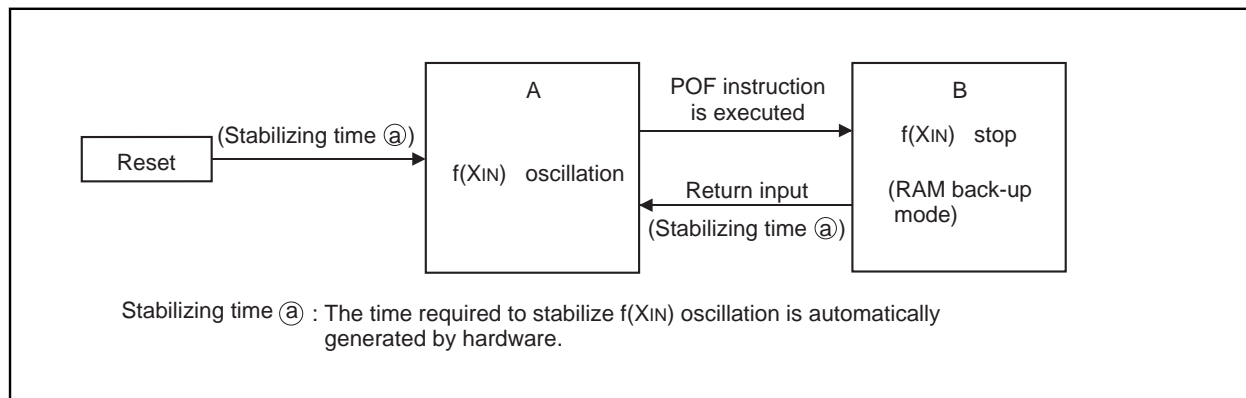 A
POF instruction
is executed
B
(Stabilizing time ⓐ)
f(XIN) stop
Reset
f(XIN) oscillation
Return input
(RAM back-up
mode)
(Stabilizing time ⓐ)
Stabilizing time ⓐ : The time required to stabilize f(XIN) oscillation is automatically
generated by hardware.